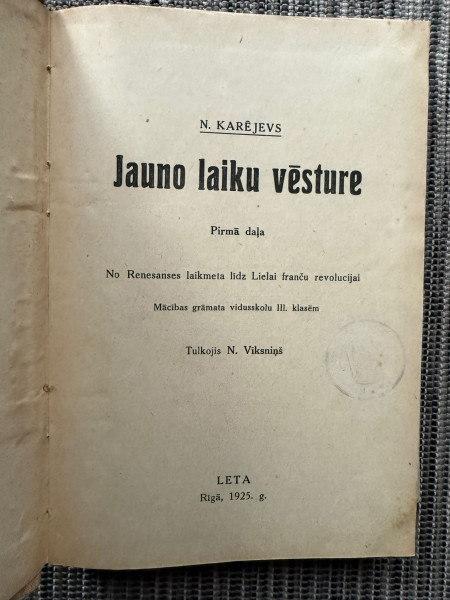 N. KARĒJEVS
Jauno laiku vēsture
Pirmā daļa
No Renesanses laikmeta līdz Lielai franču revolucijai
Mācības grāmata vidusskolu III. klasēm
Tulkojis N. Vīksniņš
LETA
Rīgā, 1925. g.